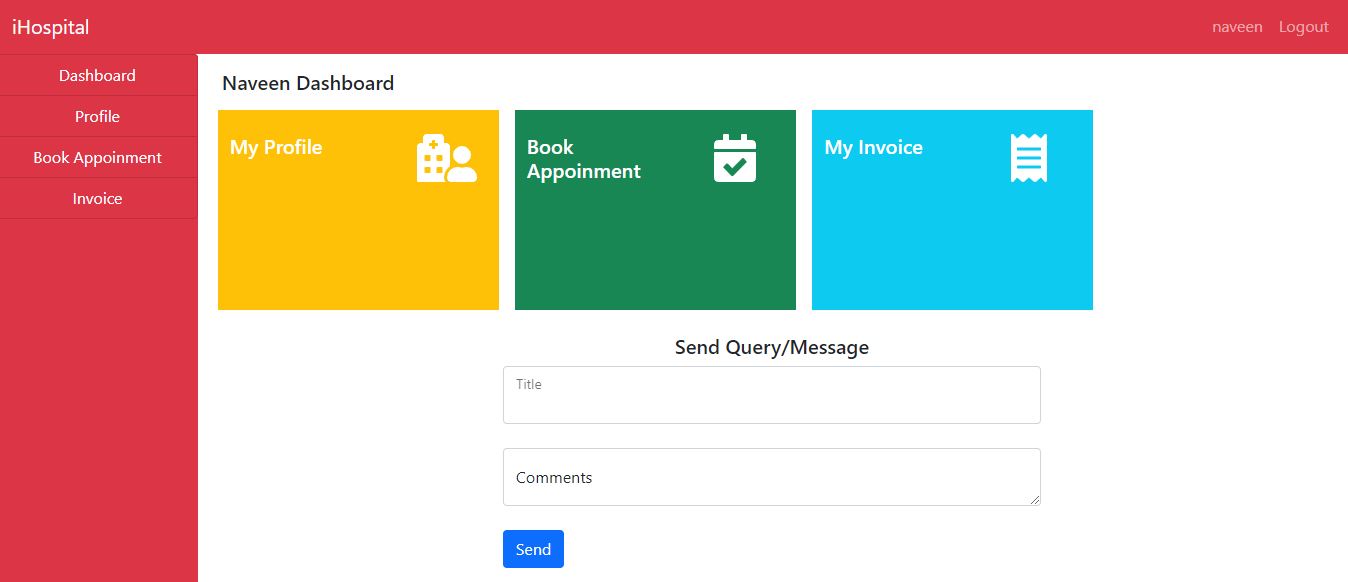 iHospital
naveen Logout
Dashboard
Profile
Book Appoinment
Invoice
Naveen Dashboard
My Profile
Book
Appoinment
My Invoice
Send Query/Message
Title
Comments
Send